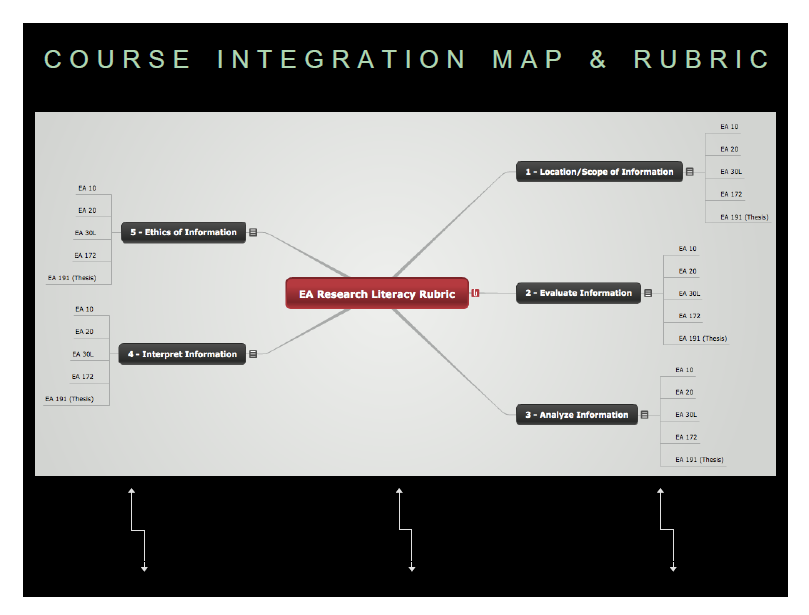 COURSE INTEGRATION MAP & RUBRIC
EA Research Literacy Rubric
1 - Location/Scope of Information
EA 10
EA 20
EA 30L
EA 172
EA 191 (Thesis)
2 - Evaluate Information
EA 10
EA 20
EA 30L
EA 172
EA 191 (Thesis)
3 - Analyze Information
EA 10
EA 20
EA 30L
EA 172
EA 191 (Thesis)
4 - Interpret Information
EA 10
EA 20
EA 30L
EA 172
EA 191 (Thesis)
5 - Ethics of Information
EA 10
EA 20
EA 30L
EA 172
EA 191 (Thesis)